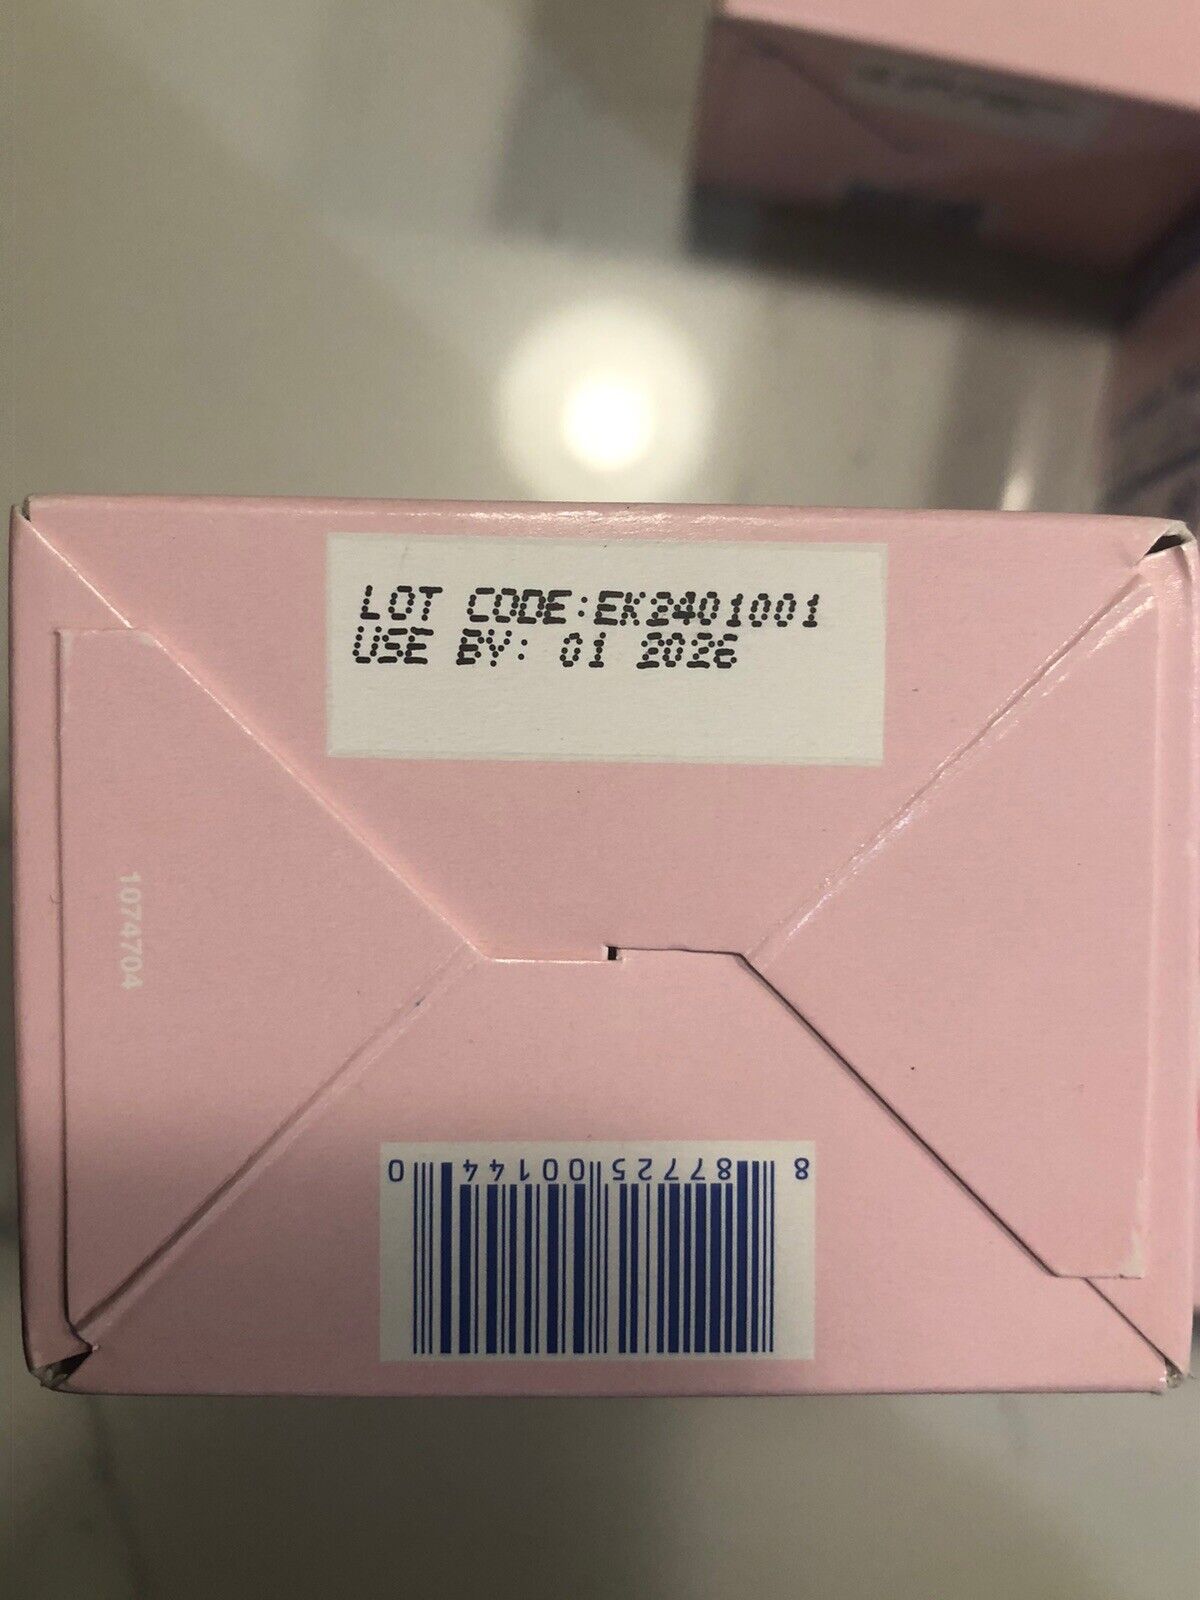 LOT CODE:EK2401001
USE BY: 01 2026
1074704
8 87725 00144 0